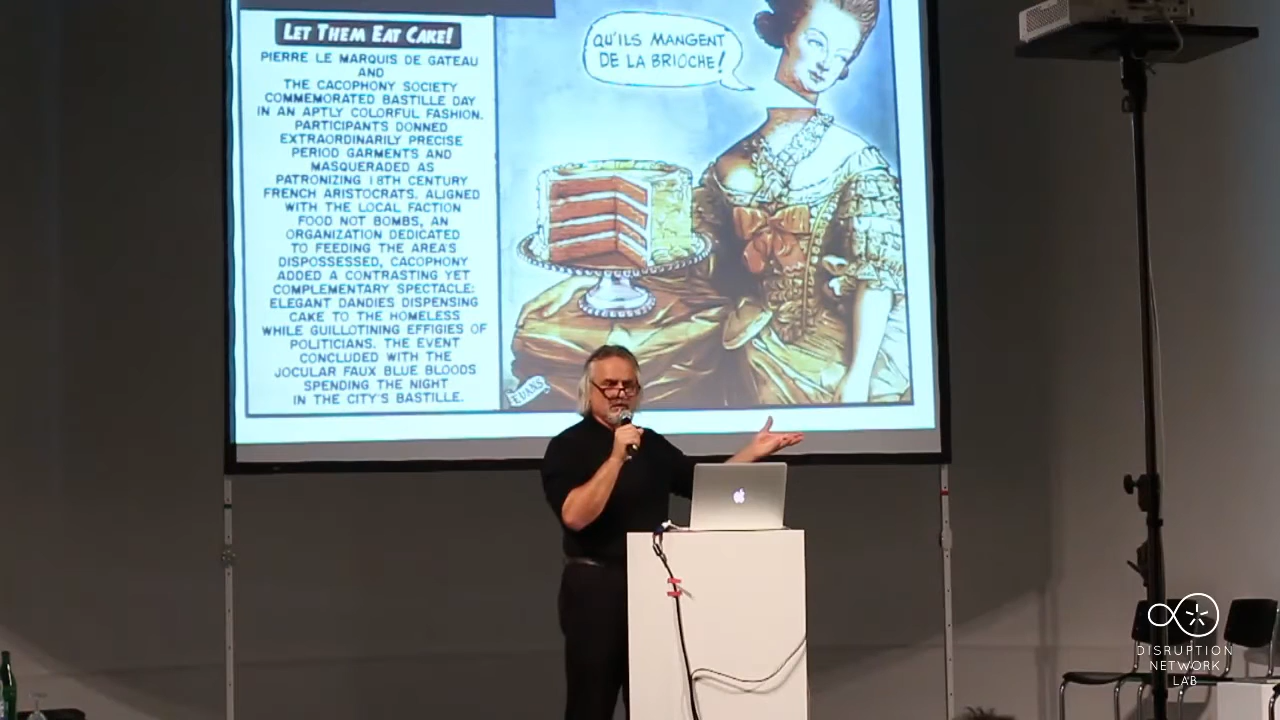 LET THEM EAT CAKE!
PIERRE LE MARQUIS DE GATEAU
AND
THE CACOPHONY SOCIETY
COMMEMORATED BASTILLE DAY
IN AN APTLY COLORFUL FASHION.
PARTICIPANTS DONNED
EXTRAORDINARILY PRECISE
PERIOD GARMENTS AND
MASQUERADED AS
PATRONIZING 18TH CENTURY
FRENCH ARISTOCRATS. ALIGNED
WITH THE LOCAL FACTION
FOOD NOT BOMBS, AN
ORGANIZATION DEDICATED
TO FEEDING THE AREA'S
DISPOSSESSED, CACOPHONY
ADDED A CONTRASTING YET
COMPLEMENTARY SPECTACLE:
ELEGANT DANDIES DISPENSING
CAKE TO THE HOMELESS
WHILE GUILLOTINING EFFIGIES OF
POLITICIANS. THE EVENT
CONCLUDED WITH THE
JOCULAR FAUX BLUE BLOODS
SPENDING THE NIGHT
IN THE CITY'S BASTILLE.
QU'ILS MANGENT
DE LA BRIOCHE!
EVANS
DISRUPTION
NETWORK
LAB